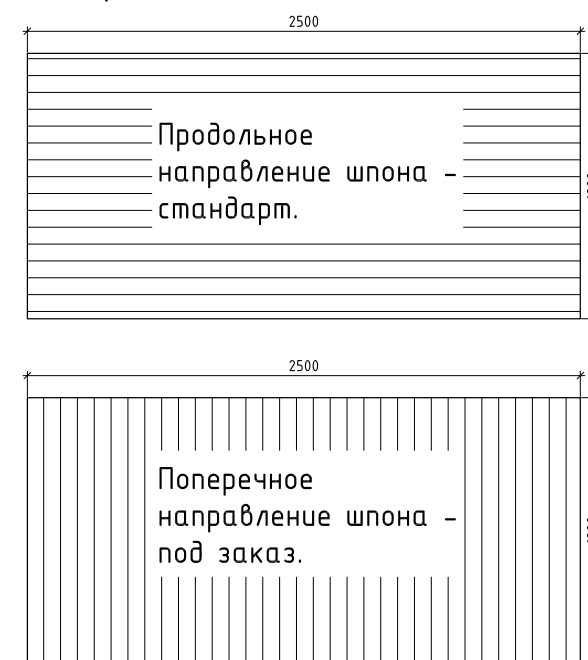 2500
Продольное
направление шпона –
стандарт.
2500
Поперечное
направление шпона –
под заказ.